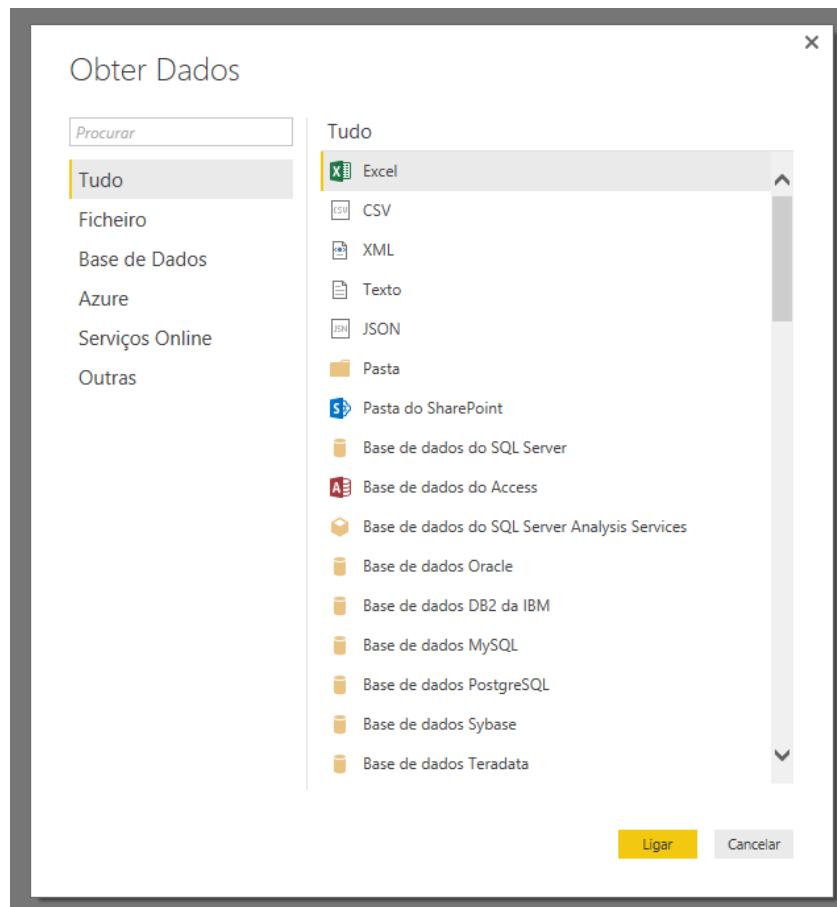 Obter Dados
Procurar
Tudo
Ficheiro
Base de Dados
Azure
Serviços Online
Outras
Tudo
Excel
CSV
CSV
XML
Texto
JSN
JSON
Pasta
S
Pasta do SharePoint
Base de dados do SQL Server
A
Base de dados do Access
Base de dados do SQL Server Analysis Services
Base de dados Oracle
Base de dados DB2 da IBM
Base de dados MySQL
Base de dados PostgreSQL
Base de dados Sybase
Base de dados Teradata
Ligar
Cancelar